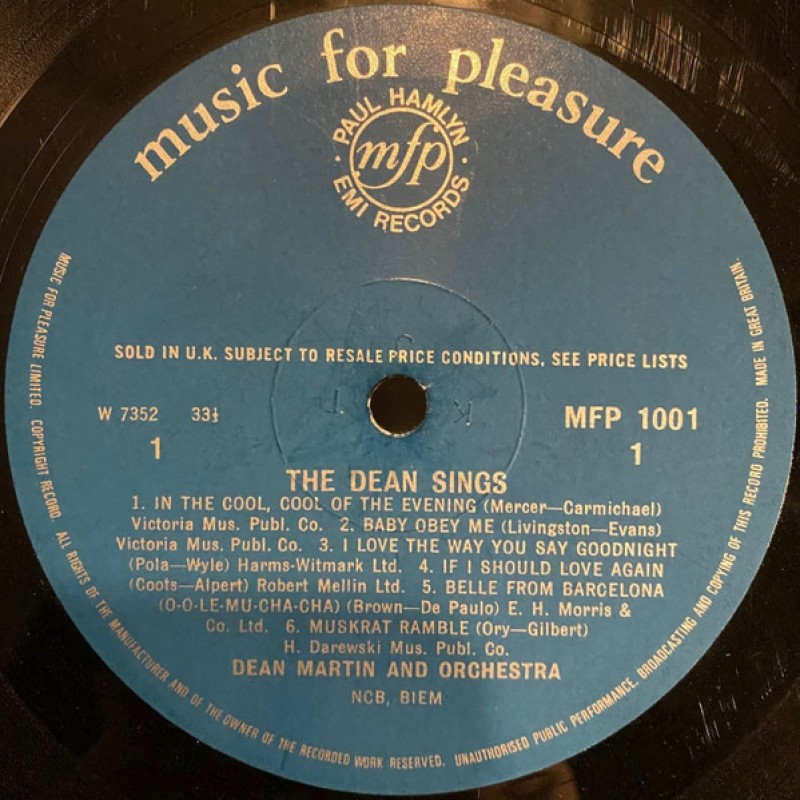 music for pleasure
PAUL HAMLYN
mfp
EMI RECORDS
SOLD IN U.K. SUBJECT TO RESALE PRICE CONDITIONS, SEE PRICE LISTS
W 7352 33⅓ MFP 1001
1 1
THE DEAN SINGS
1. IN THE COOL, COOL OF THE EVENING (Mercer—Carmichael)
Victoria Mus. Publ. Co. 2. BABY OBEY ME (Livingston—Evans)
Victoria Mus. Publ. Co. 3. I LOVE THE WAY YOU SAY GOODNIGHT
(Pola—Wyle) Harms-Witmark Ltd. 4. IF I SHOULD LOVE AGAIN
(Coots—Alpert) Robert Mellin Ltd. 5. BELLE FROM BARCELONA
(O-O-LE-MU-CHA-CHA) (Brown—De Paulo) E. H. Morris &
Co. Ltd. 6. MUSKRAT RAMBLE (Ory—Gilbert)
H. Darewski Mus. Publ. Co.
DEAN MARTIN AND ORCHESTRA
NCB, BIEM
MUSIC FOR PLEASURE LIMITED. COPYRIGHT RECORD. ALL RIGHTS OF THE MANUFACTURER AND OF THE OWNER OF THE RECORDED WORK RESERVED. UNAUTHORISED PUBLIC PERFORMANCE, BROADCASTING AND COPYING OF THIS RECORD PROHIBITED. MADE IN GREAT BRITAIN.